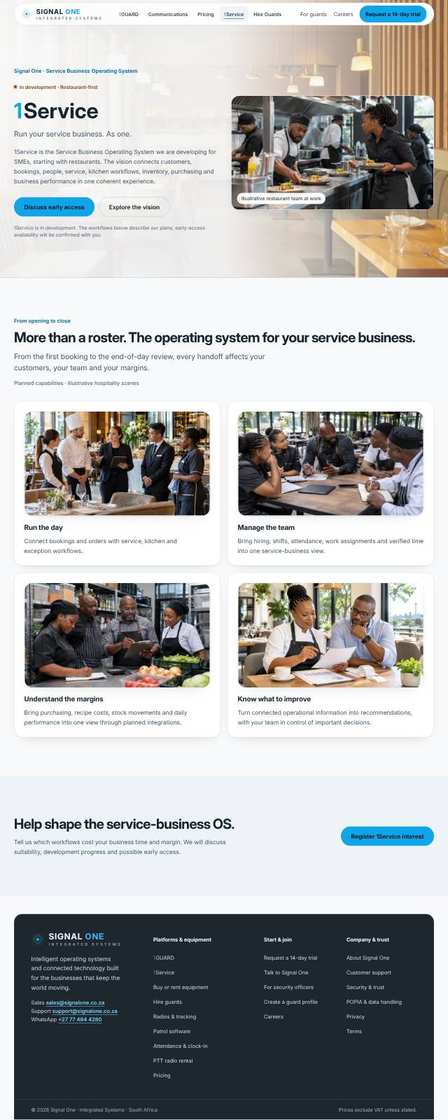 SIGNAL ONE
INTEGRATED SYSTEMS
1GUARD
Communications
Pricing
1Service
Hire Guards
For guards
Careers
Request a 14-day trial
Signal One · Service Business Operating System
In development · Restaurant-first
1Service
Run your service business. As one.
1Service is the Service Business Operating System we are developing for
SMEs, starting with restaurants. The vision connects customers,
bookings, people, service, kitchen workflows, inventory, purchasing and
business performance in one coherent experience.
Discuss early access
Explore the vision
1Service is in development. The workflows below describe our plans; early access
availability will be confirmed with you.
Illustrative restaurant team at work
From opening to close
More than a roster. The operating system for your service business.
From the first booking to the end-of-day review, every handoff affects your
customers, your team and your margins.
Planned capabilities · Illustrative hospitality scenes
Run the day
Connect bookings and orders with service, kitchen and
exception workflows.
Manage the team
Bring hiring, shifts, attendance, work assignments and verified time
into one service-business view.
Understand the margins
Bring purchasing, recipe costs, stock movements and daily
performance into one view through planned integrations.
Know what to improve
Turn connected operational information into recommendations,
with your team in control of important decisions.
Help shape the service-business OS.
Tell us which workflows cost your business time and margin. We will discuss
suitability, development progress and possible early access.
Register 1Service interest
SIGNAL ONE
INTEGRATED SYSTEMS
Intelligent operating systems
and connected technology built
for the businesses that keep the
world moving.
Sales sales@signalone.co.za
Support support@signalone.co.za
WhatsApp +27 77 494 4280
Platforms & equipment
1GUARD
1Service
Buy or rent equipment
Hire guards
Radios & tracking
Patrol software
Attendance & clock-in
PTT radio rental
Pricing
Start & join
Request a 14-day trial
Talk to Signal One
For security officers
Create a guard profile
Careers
Company & trust
About Signal One
Customer support
Security & trust
POPIA & data handling
Privacy
Terms
© 2026 Signal One · Integrated Systems · South Africa
Prices exclude VAT unless stated.